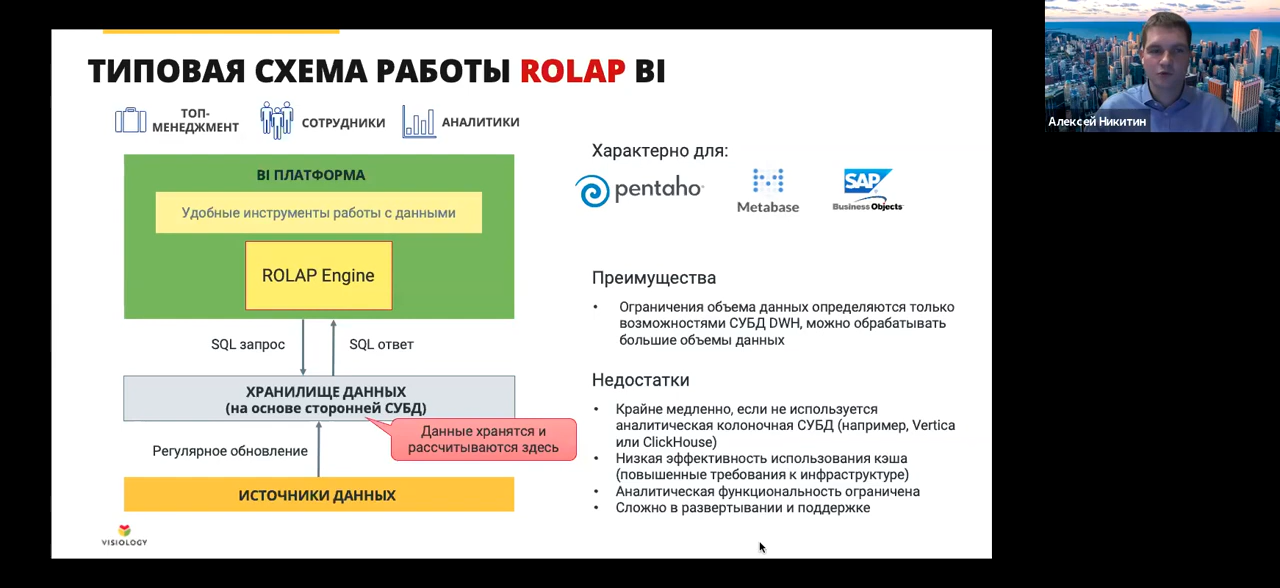 ТИПОВАЯ СХЕМА РАБОТЫ ROLAP BI
ТОП-
МЕНЕДЖМЕНТ
СОТРУДНИКИ
АНАЛИТИКИ
BI ПЛАТФОРМА
Удобные инструменты работы с данными
ROLAP Engine
SQL запрос
SQL ответ
ХРАНИЛИЩЕ ДАННЫХ
(на основе сторонней СУБД)
Данные хранятся и
рассчитываются здесь
Регулярное обновление
ИСТОЧНИКИ ДАННЫХ
VISIOLOGY
Характерно для:
pentaho
Metabase
SAP
Business Objects
Преимущества
• Ограничения объема данных определяются только
возможностями СУБД DWH, можно обрабатывать
большие объемы данных
Недостатки
• Крайне медленно, если не используется
аналитическая колоночная СУБД (например, Vertica
или ClickHouse)
• Низкая эффективность использования кэша
(повышенные требования к инфраструктуре)
• Аналитическая функциональность ограничена
• Сложно в развертывании и поддержке
Алексей Никитин